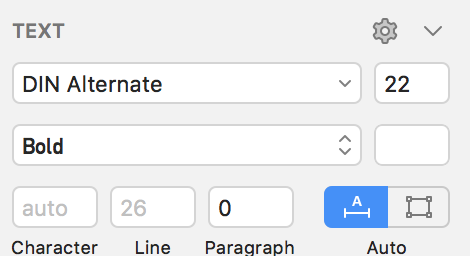 TEXT
DIN Alternate 22
Bold
auto 26 0 A
Character Line Paragraph Auto